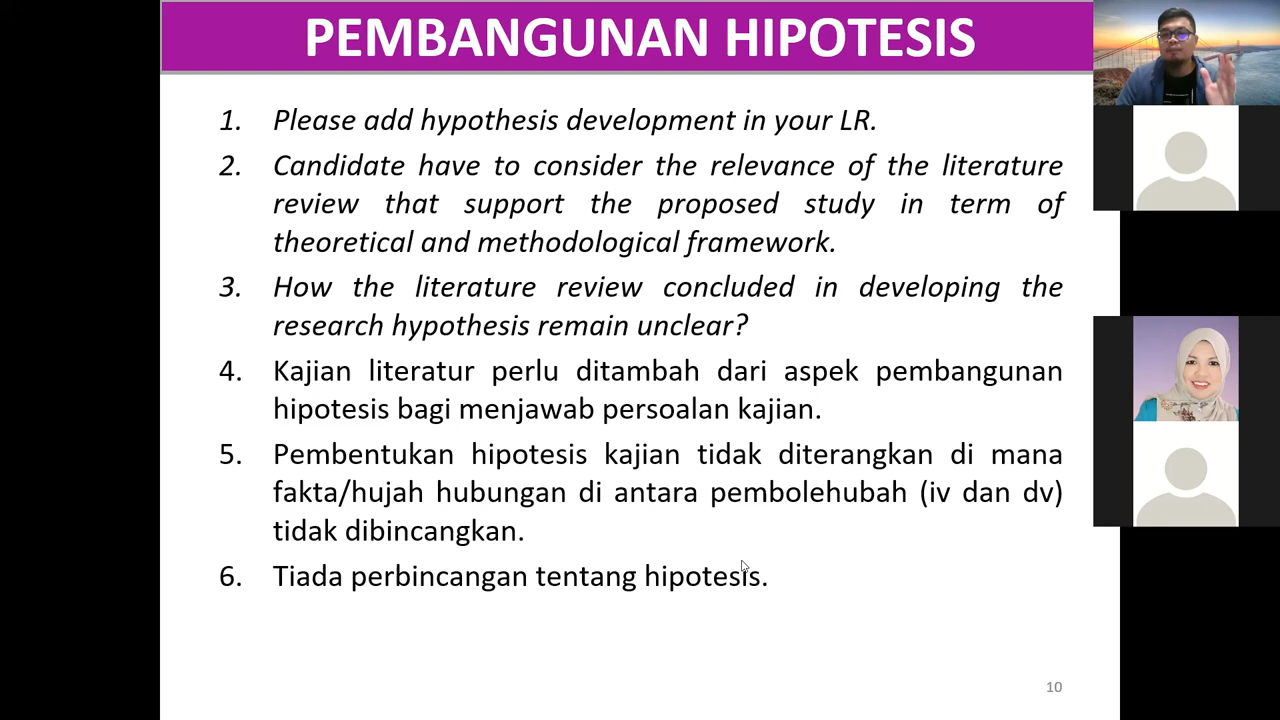 PEMBANGUNAN HIPOTESIS
1. Please add hypothesis development in your LR.
2. Candidate have to consider the relevance of the literature
review that support the proposed study in term of
theoretical and methodological framework.
3. How the literature review concluded in developing the
research hypothesis remain unclear?
4. Kajian literatur perlu ditambah dari aspek pembangunan
hipotesis bagi menjawab persoalan kajian.
5. Pembentukan hipotesis kajian tidak diterangkan di mana
fakta/hujah hubungan di antara pembolehubah (iv dan dv)
tidak dibincangkan.
6. Tiada perbincangan tentang hipotesis.
10